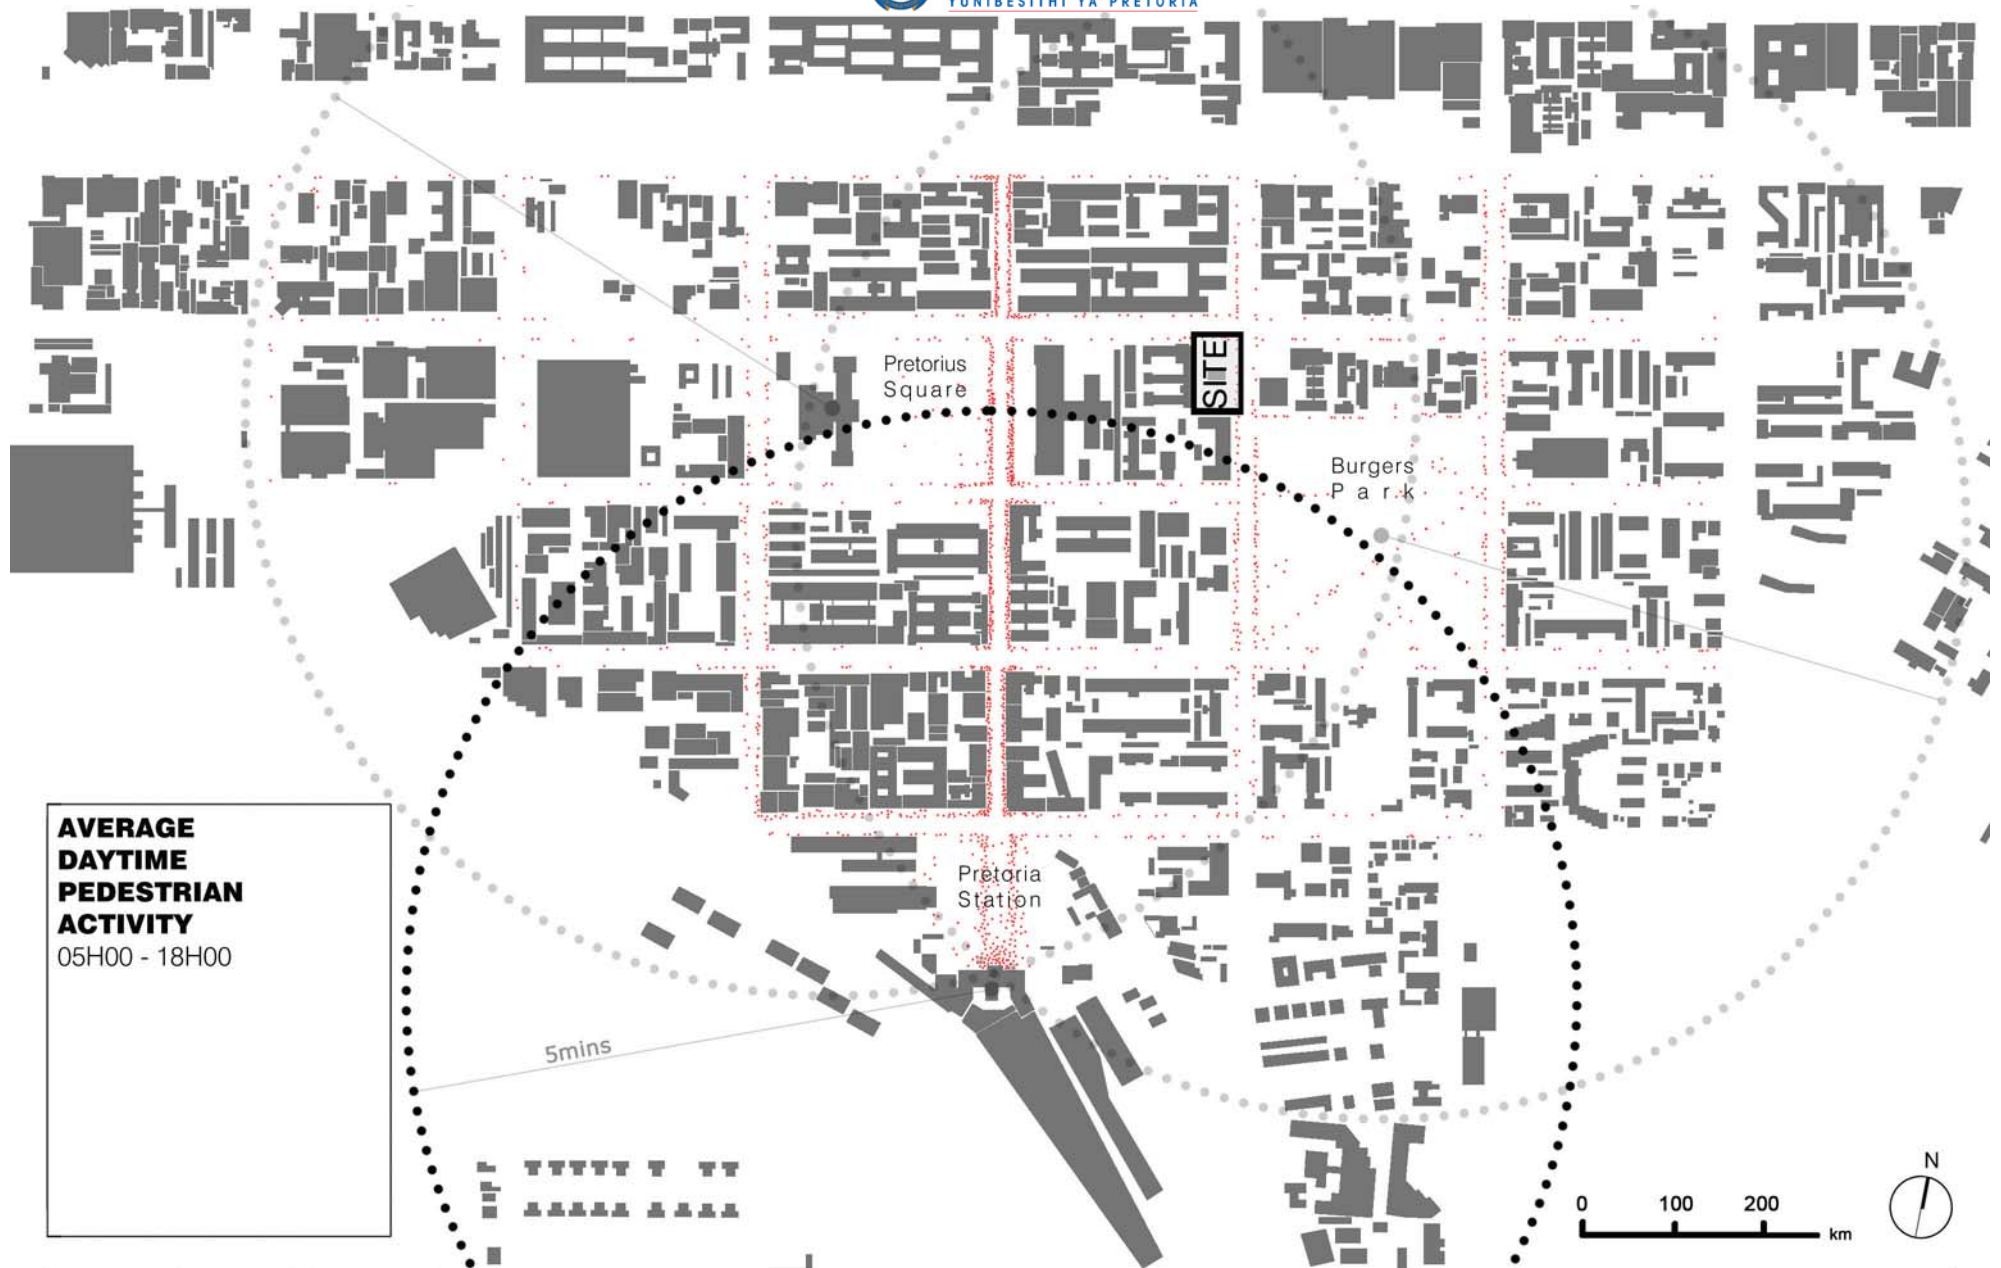 YUNIBESITHI YA PRETORIA
Pretorius
Square
SITE
Burgers
Park
Pretoria
Station
AVERAGE
DAYTIME
PEDESTRIAN
ACTIVITY
05H00 - 18H00
5mins
N
0 100 200
km